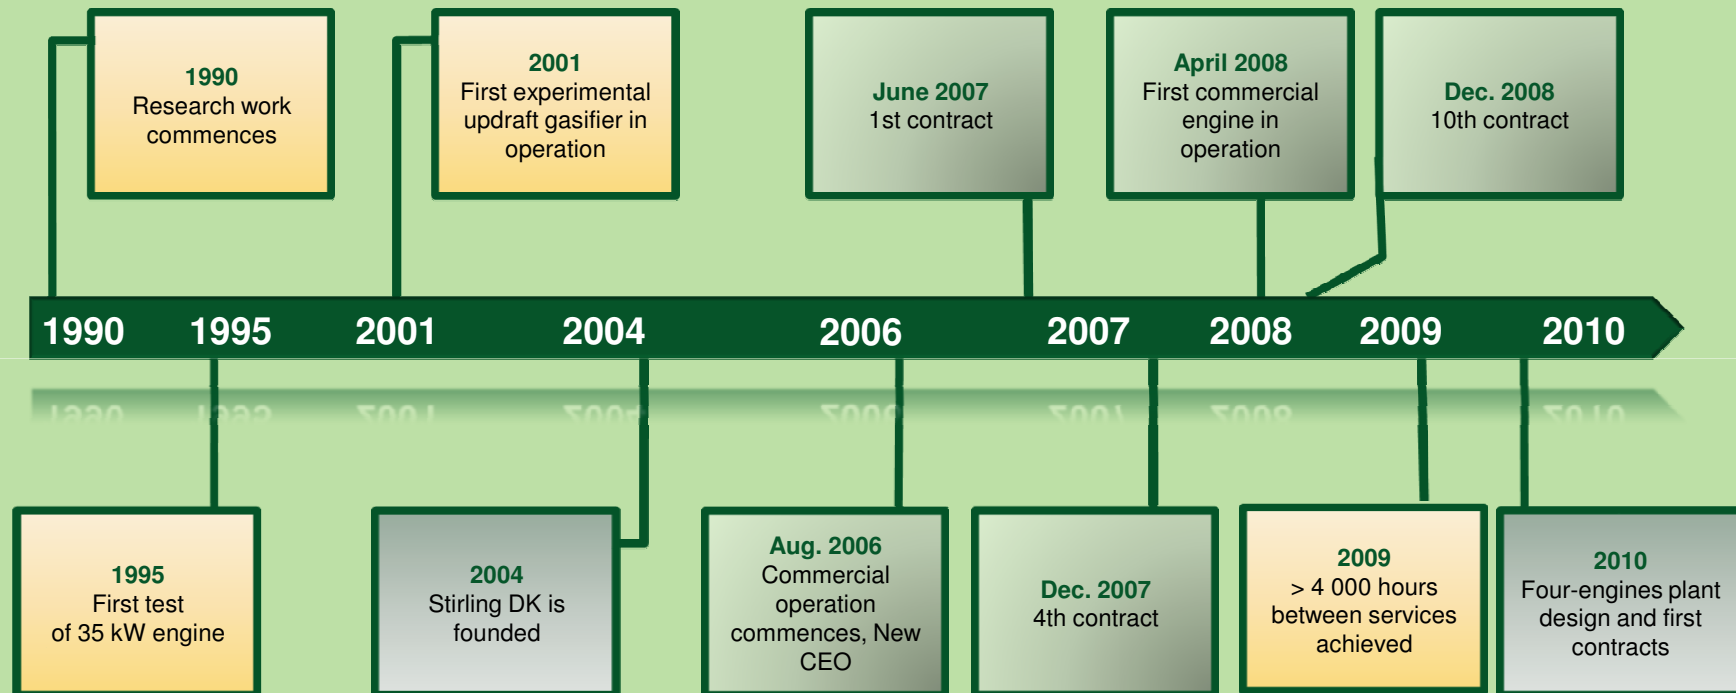 1990
Research work
commences
2001
First experimental
updraft gasifier in
operation
June 2007
1st contract
April 2008
First commercial
engine in
operation
Dec. 2008
10th contract
1990 1995 2001 2004 2006 2007 2008 2009 2010
1995
First test
of 35 kW engine
2004
Stirling DK is
founded
Aug. 2006
Commercial
operation
commences, New
CEO
Dec. 2007
4th contract
2009
> 4 000 hours
between services
achieved
2010
Four-engines plant
design and first
contracts